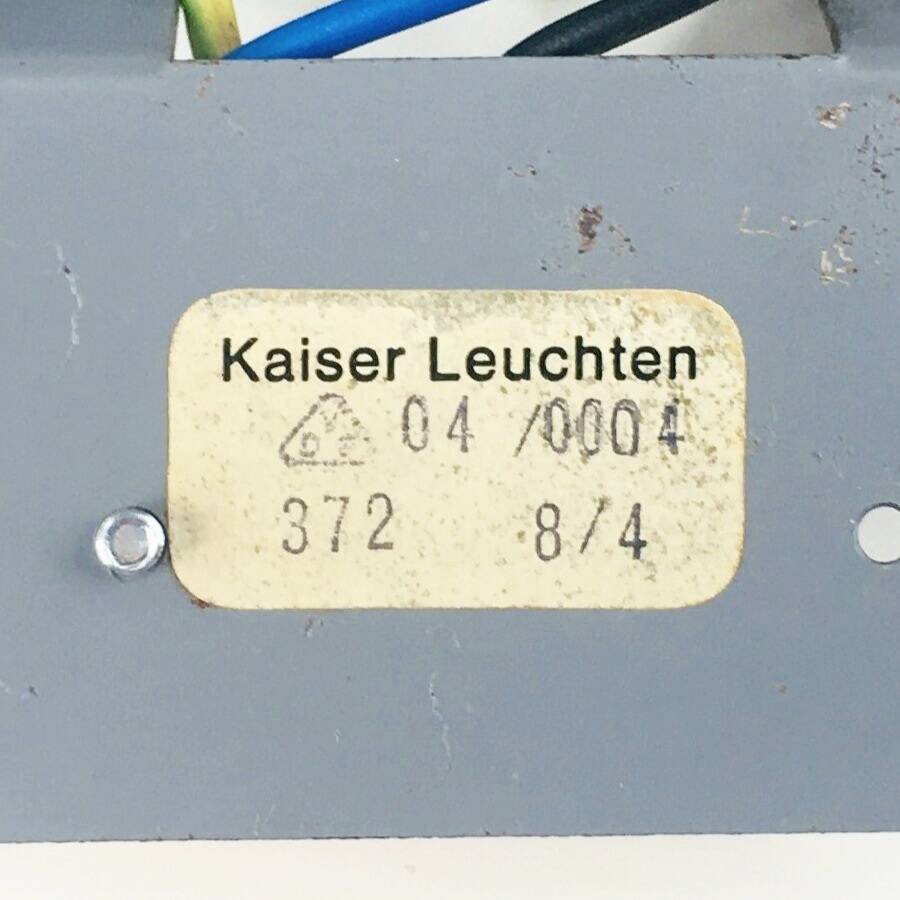 Kaiser Leuchten
04 /0004
372 8/4